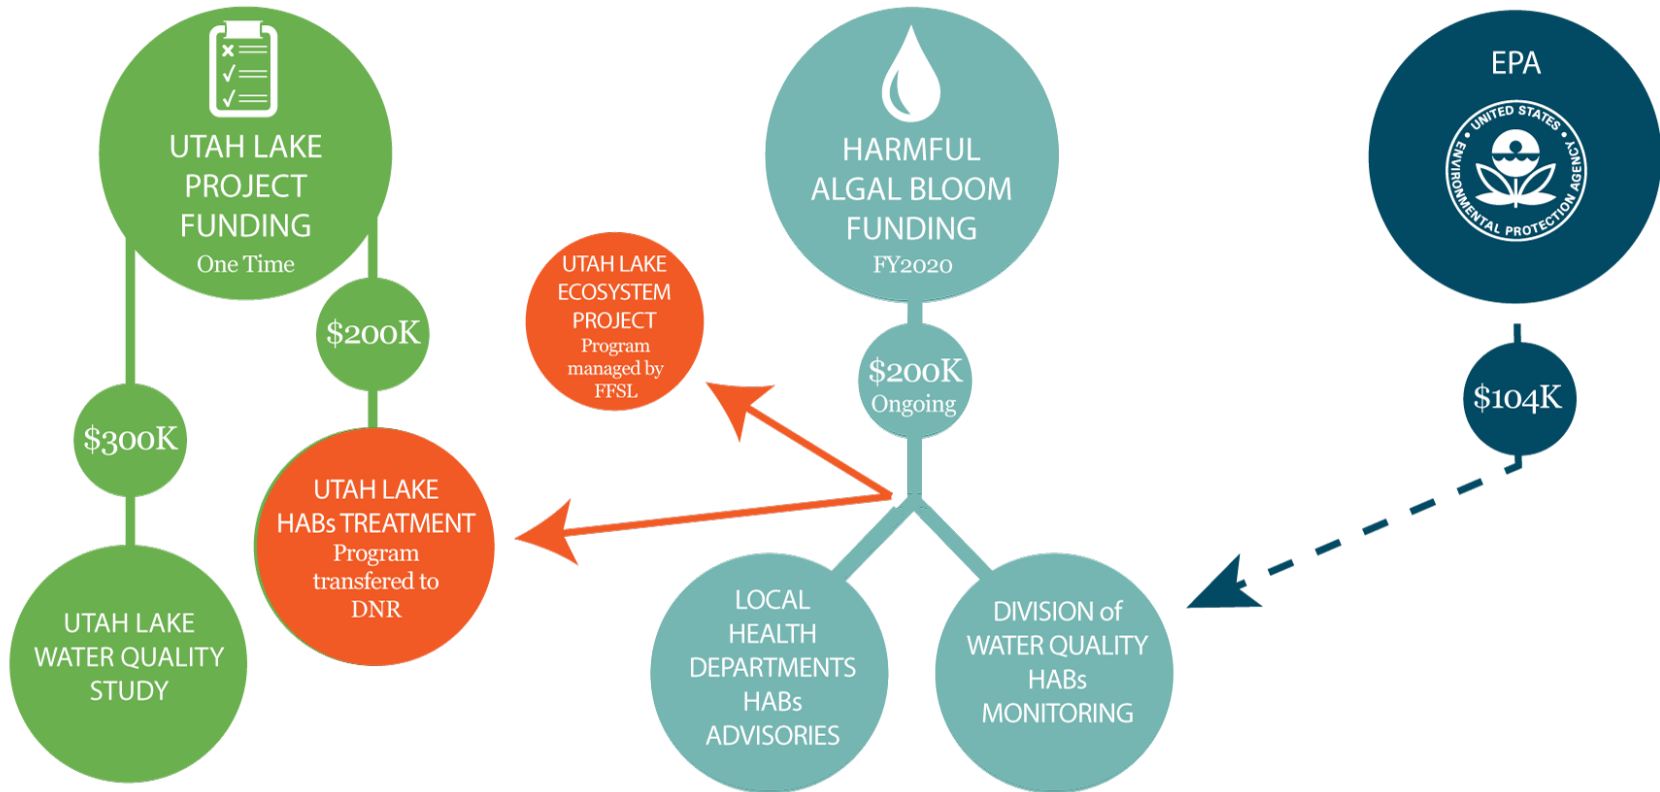 UTAH LAKE
PROJECT
FUNDING
One Time
$300K
UTAH LAKE
WATER QUALITY
STUDY
$200K
UTAH LAKE
HABs TREATMENT
Program
transfered to
DNR
UTAH LAKE
ECOSYSTEM
PROJECT
Program
managed by
FFSL
HARMFUL
ALGAL BLOOM
FUNDING
FY2020
$200K
Ongoing
LOCAL
HEALTH
DEPARTMENTS
HABs
ADVISORIES
DIVISION of
WATER QUALITY
HABs
MONITORING
EPA
• UNITED STATES •
ENVIRONMENTAL PROTECTION AGENCY
$104K